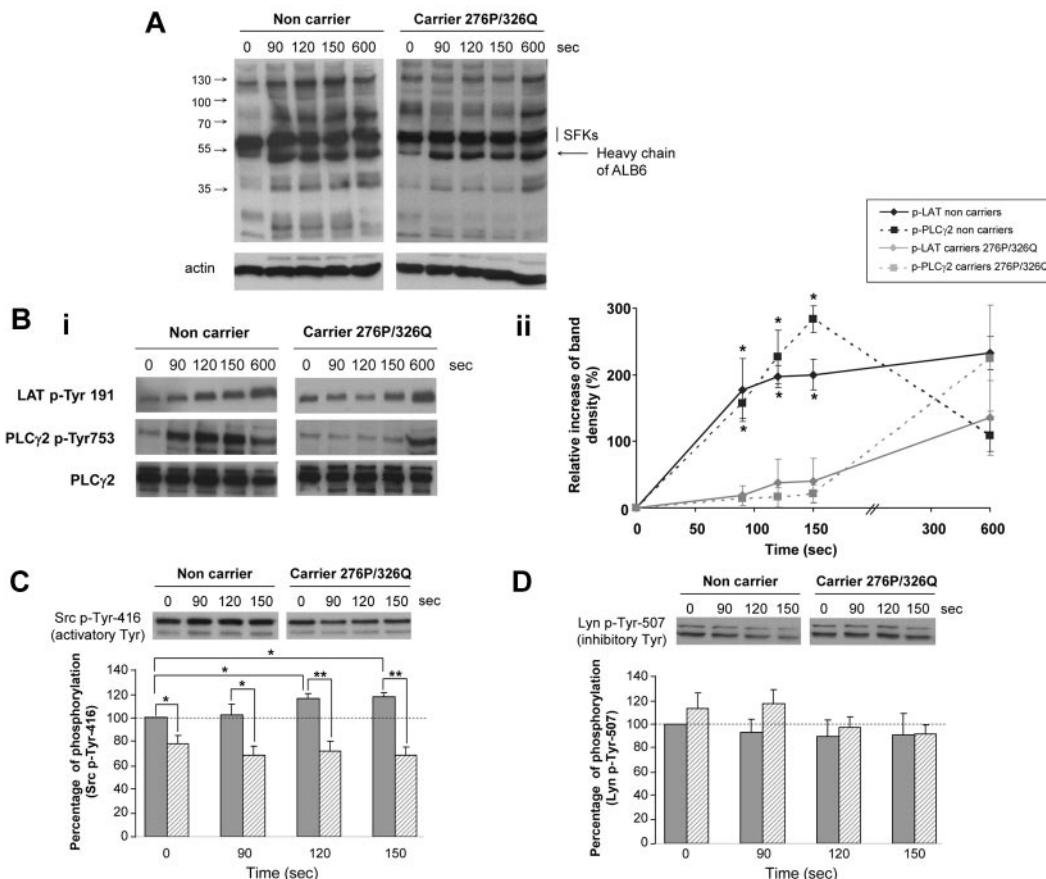 A
Non carrier
Carrier 276P/326Q
0 90 120 150 600
0 90 120 150 600 sec
130
100
70
55
35
SFKs
Heavy chain
of ALB6
actin
p-LAT non carriers
p-PLCγ2 non carriers
p-LAT carriers 276P/326Q
p-PLCγ2 carriers 276P/326Q
B i
Non carrier
Carrier 276P/326Q
0 90 120 150 600
0 90 120 150 600 sec
LAT p-Tyr 191
PLCγ2 p-Tyr753
PLCγ2
ii
Relative increase of band
density (%)
300
200
100
0
* * *
* * *
0 50 100 150 300 600
Time (sec)
C
Non carrier
Carrier 276P/326Q
0 90 120 150
0 90 120 150 sec
Src p-Tyr-416
(activatory Tyr)
Percentage of phosphorylation
(Src p-Tyr-416)
140
120
100
80
60
40
20
0
*
*
* * ** **
0 90 120 150
Time (sec)
D
Non carrier
Carrier 276P/326Q
0 90 120 150
0 90 120 150 sec
Lyn p-Tyr-507
(inhibitory Tyr)
Percentage of phosphorylation
(Lyn p-Tyr-507)
140
120
100
80
60
40
20
0
0 90 120 150
Time (sec)